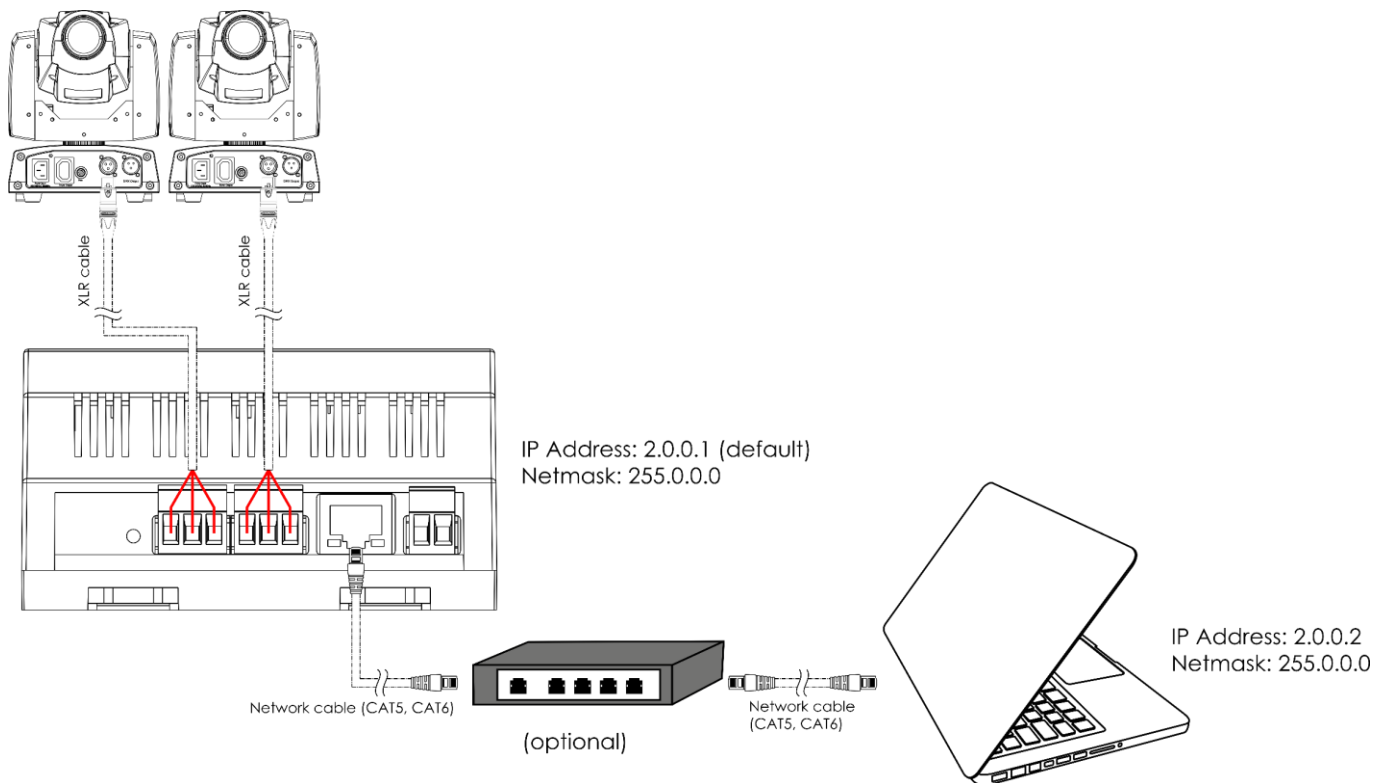 XLR cable
XLR cable
IP Address: 2.0.0.1 (default)
Netmask: 255.0.0.0
IP Address: 2.0.0.2
Netmask: 255.0.0.0
Network cable (CAT5, CAT6)
Network cable
(CAT5, CAT6)
(optional)